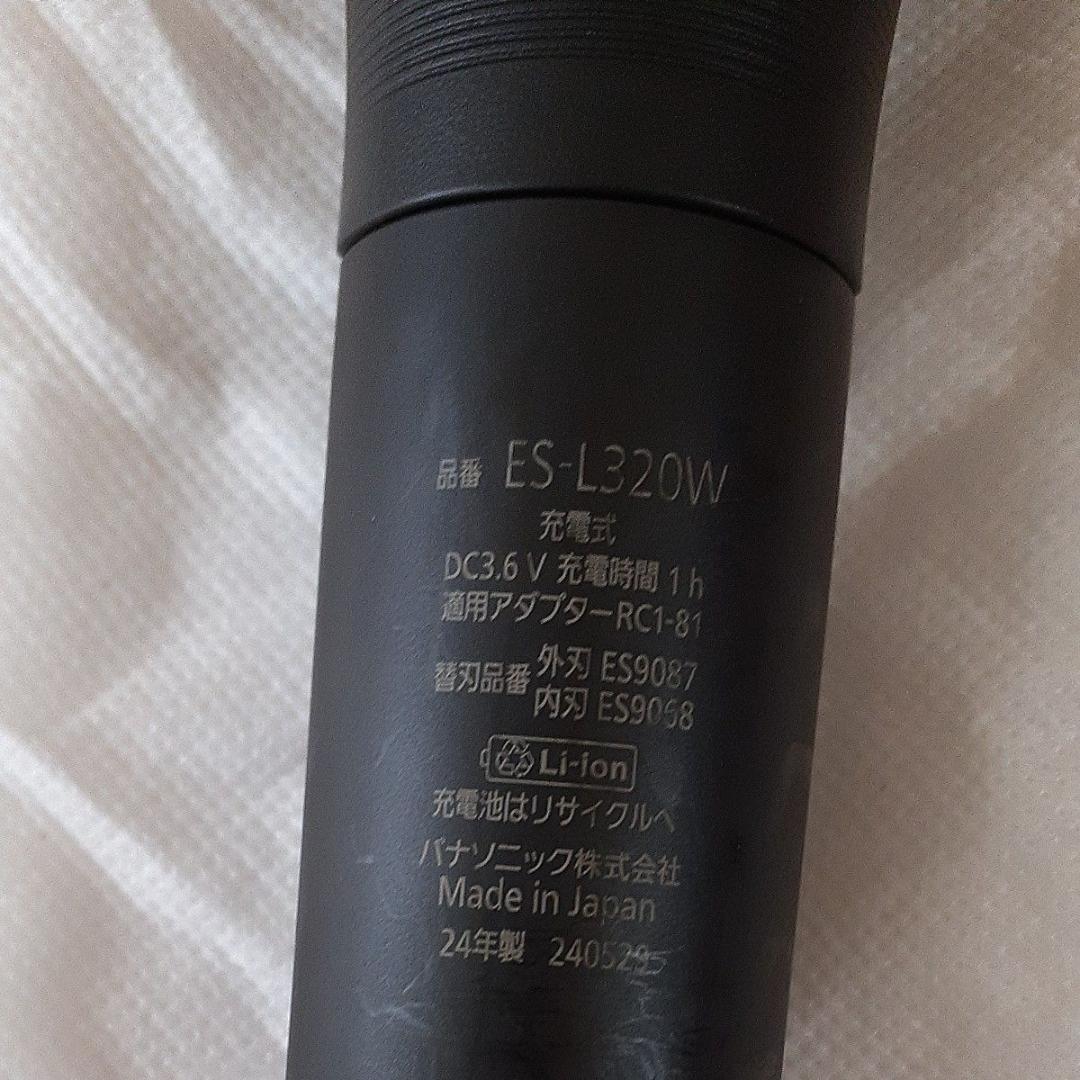 品番 ES-L320W
充電式
DC3.6 V 充電時間 1 h
適用アダプターRC1-81
替刃品番 外刃 ES9087
内刃 ES9068
Li-ion
充電池はリサイクルへ
パナソニック株式会社
Made in Japan
24年製